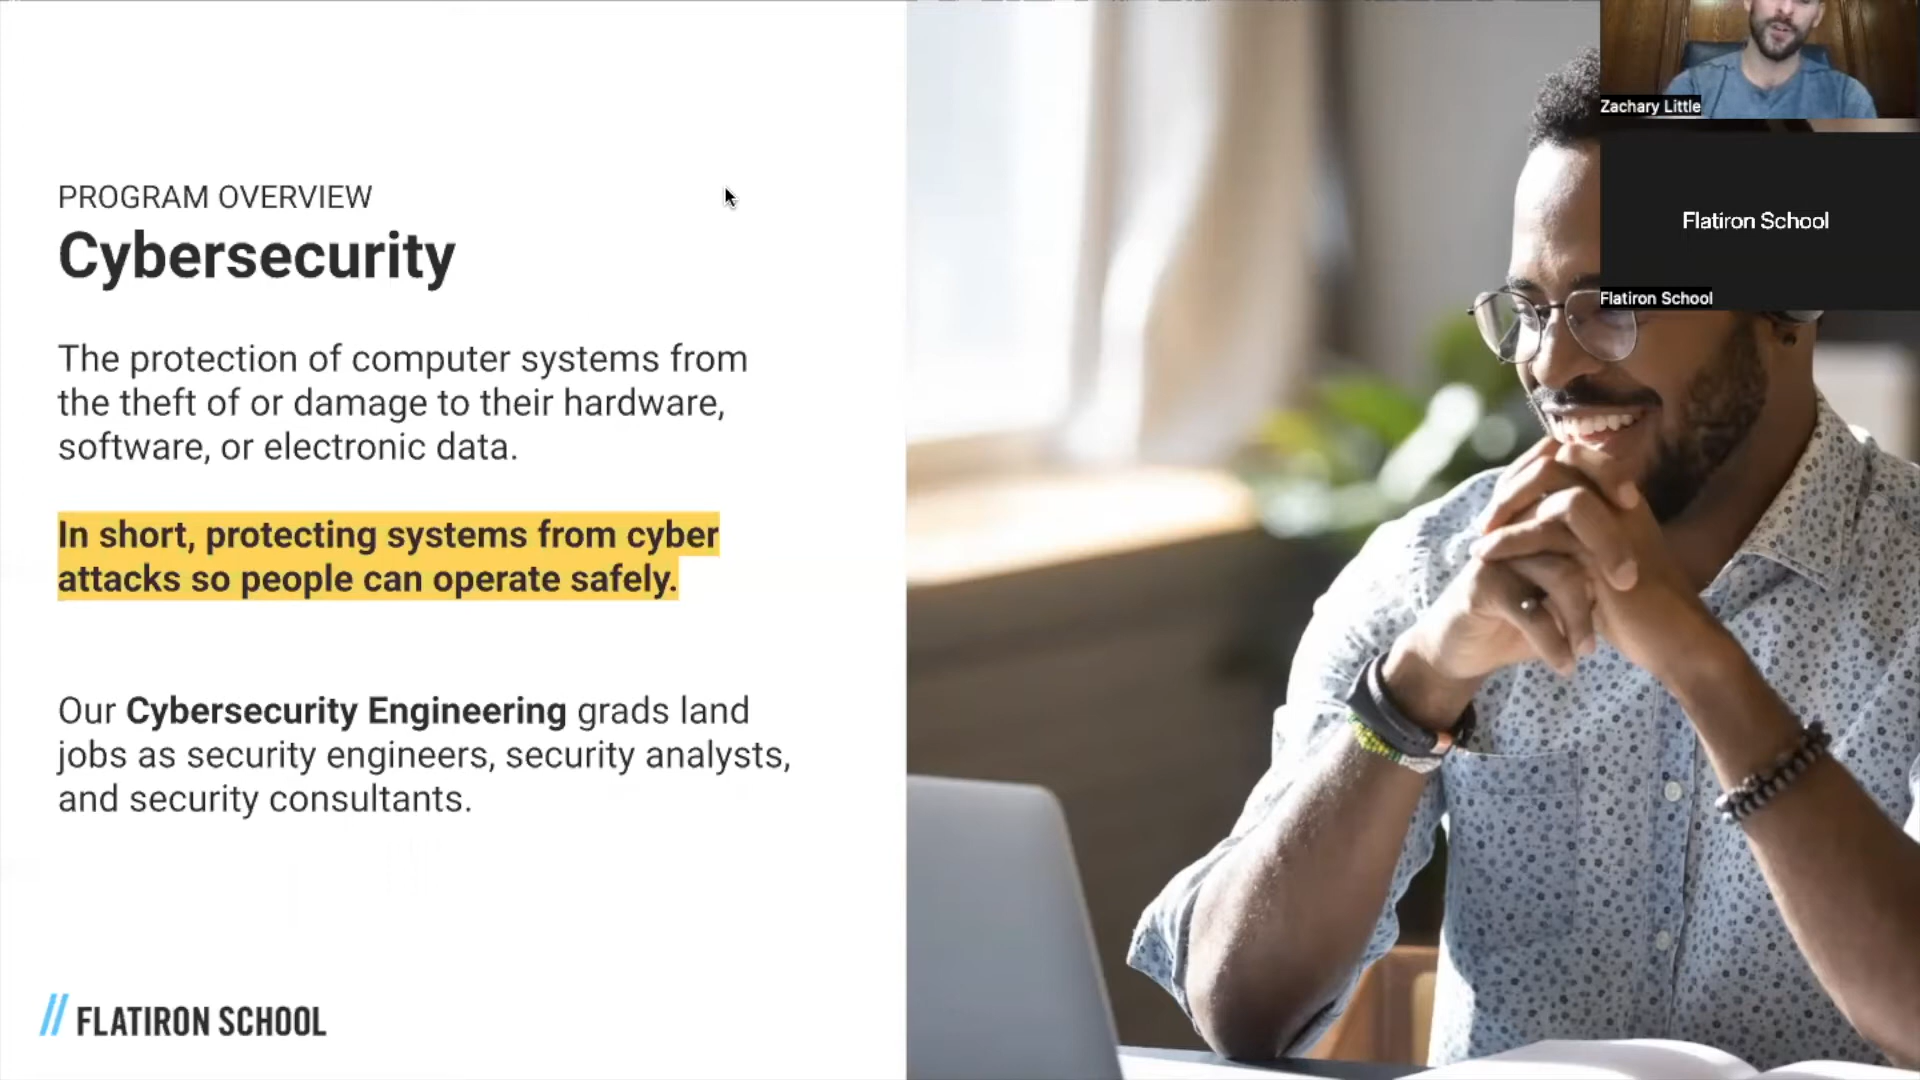 PROGRAM OVERVIEW
Cybersecurity
The protection of computer systems from
the theft of or damage to their hardware,
software, or electronic data.
In short, protecting systems from cyber
attacks so people can operate safely.
Our Cybersecurity Engineering grads land
jobs as security engineers, security analysts,
and security consultants.
// FLATIRON SCHOOL
Zachary Little
Flatiron School
Flatiron School